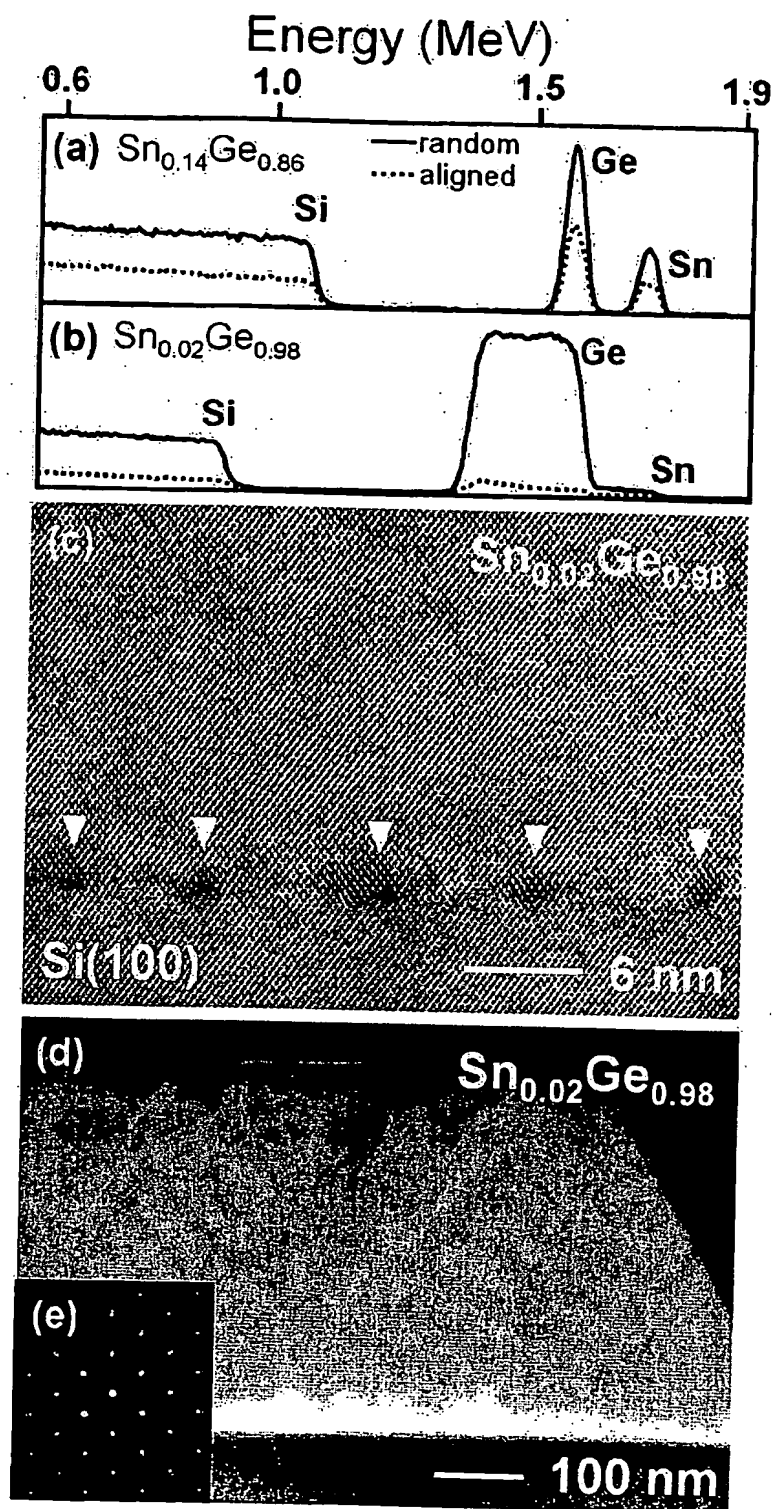 Energy (MeV)
0.6 1.0 1.5 1.9
(a) Sn0.14Ge0.86
random
aligned
Ge
Si
Sn
(b) Sn0.02Ge0.98
Ge
Si
Sn
(c)
Sn0.02Ge0.98
Si(100)
6 nm
(d)
Sn0.02Ge0.98
(e)
100 nm